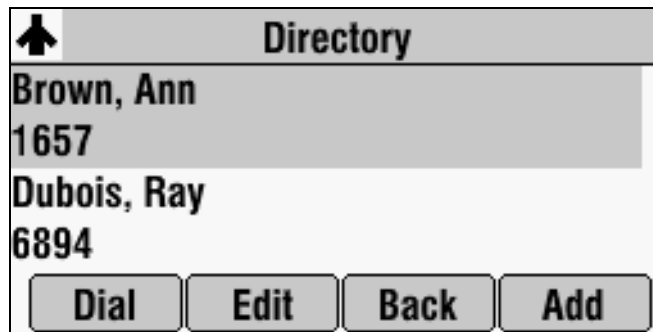 Directory
Brown, Ann
1657
Dubois, Ray
6894
Dial Edit Back Add